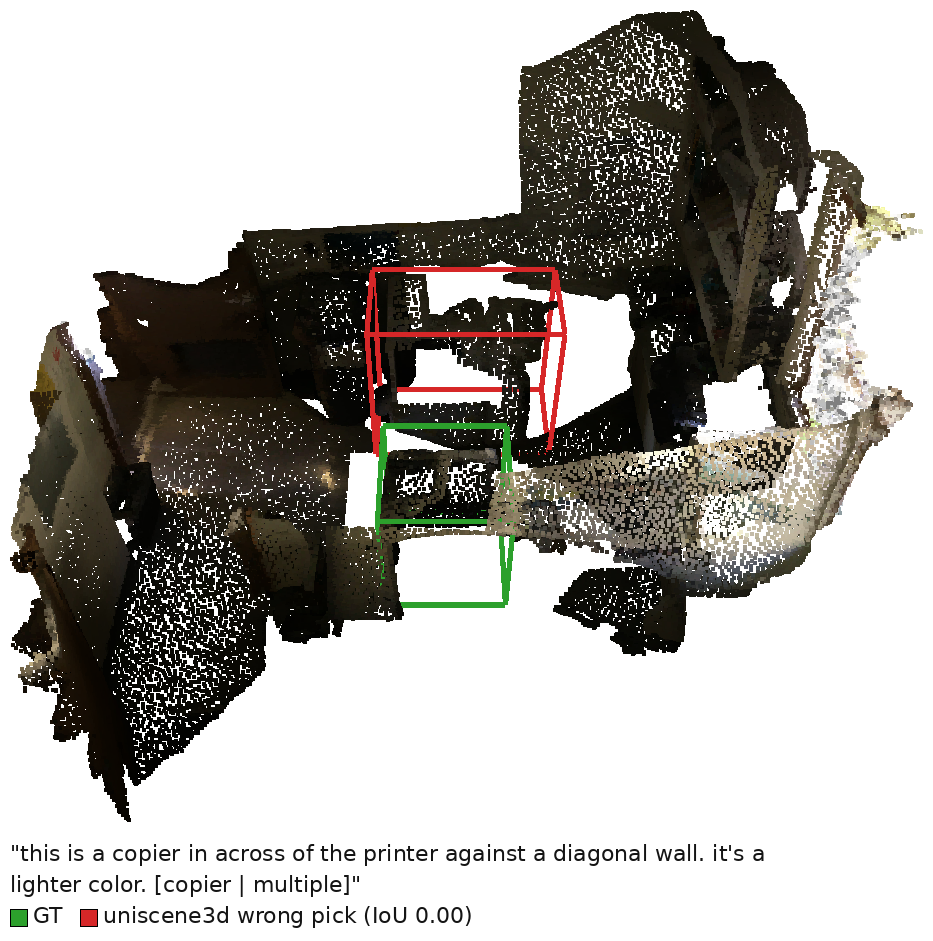 "this is a copier in across of the printer against a diagonal wall. it's a
lighter color. [copier | multiple]"
GT uniscene3d wrong pick (IoU 0.00)